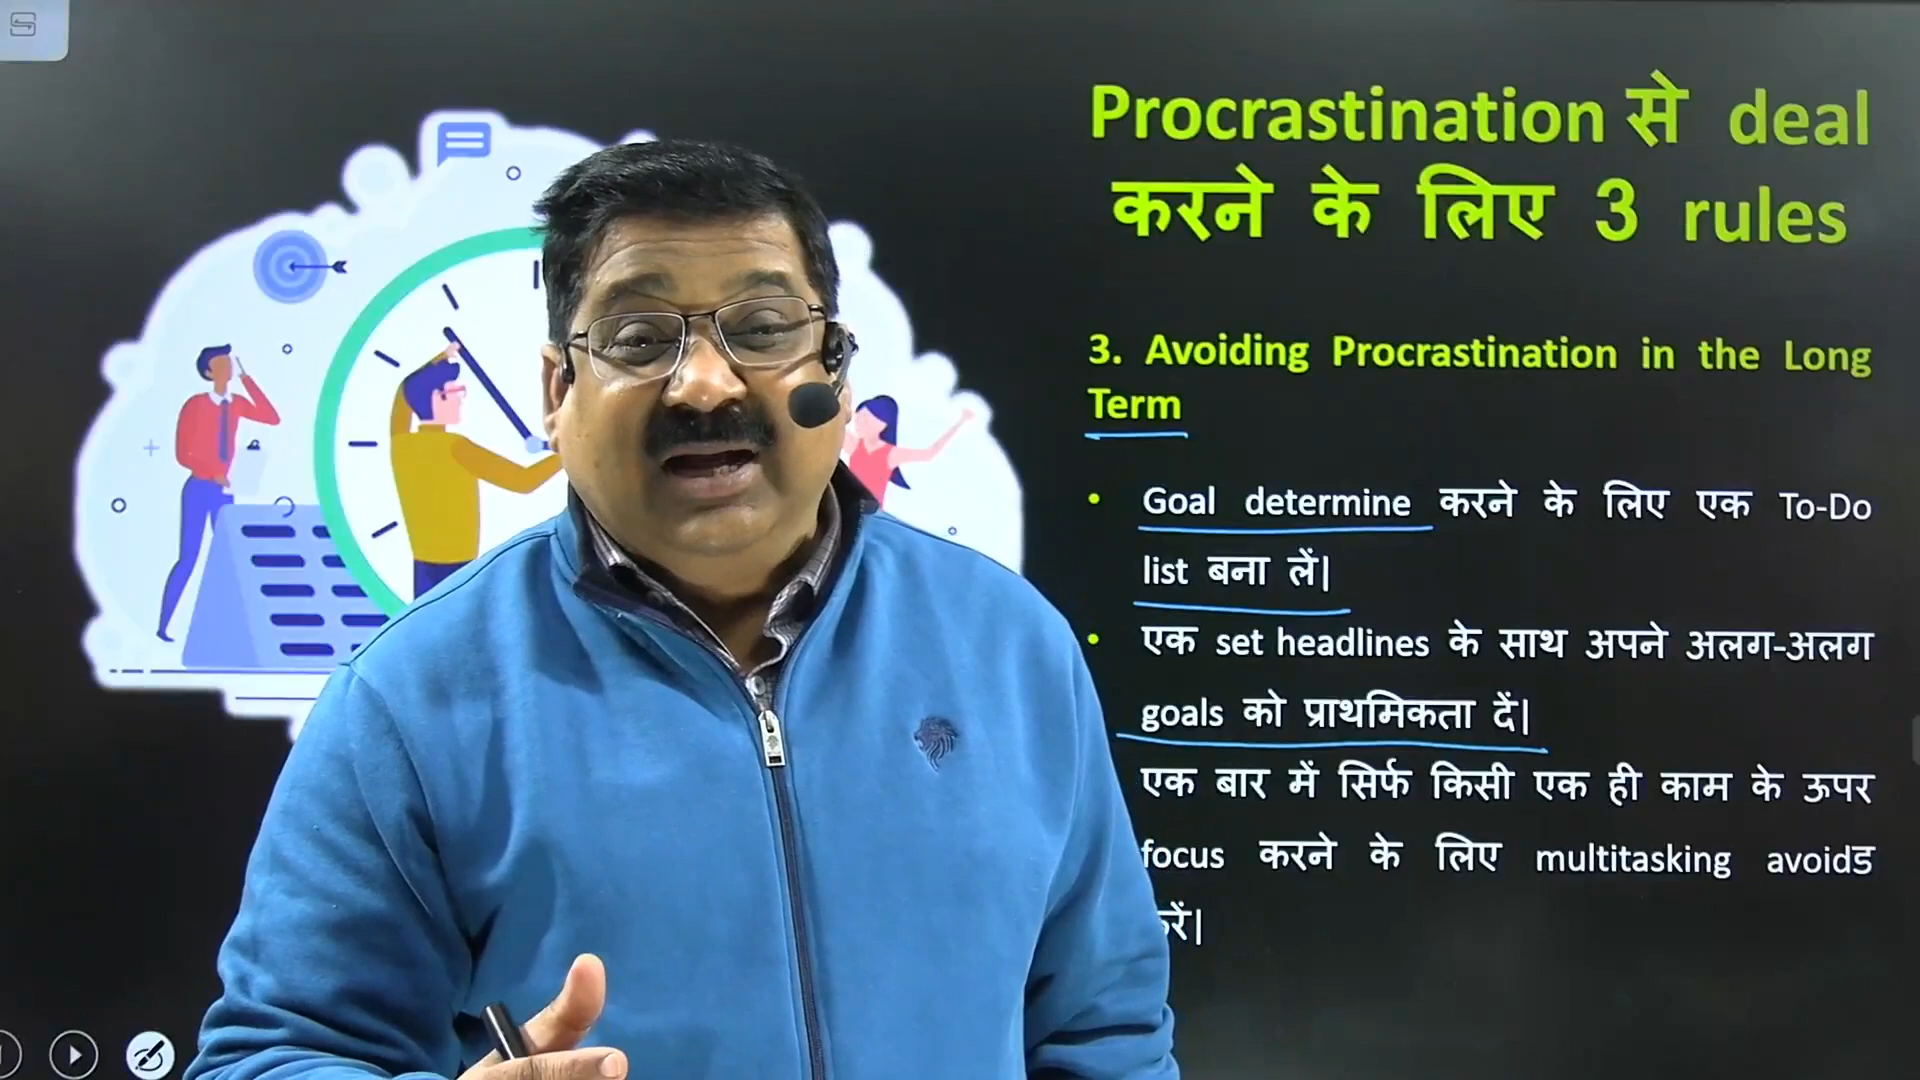 Procrastination से deal
करने के लिए 3 rules
3. Avoiding Procrastination in the Long
Term
• Goal determine करने के लिए एक To-Do
list बना लें|
• एक set headlines के साथ अपने अलग-अलग
goals को प्राथमिकता दें|
एक बार में सिर्फ किसी एक ही काम के ऊपर
focus करने के लिए multitasking avoidड